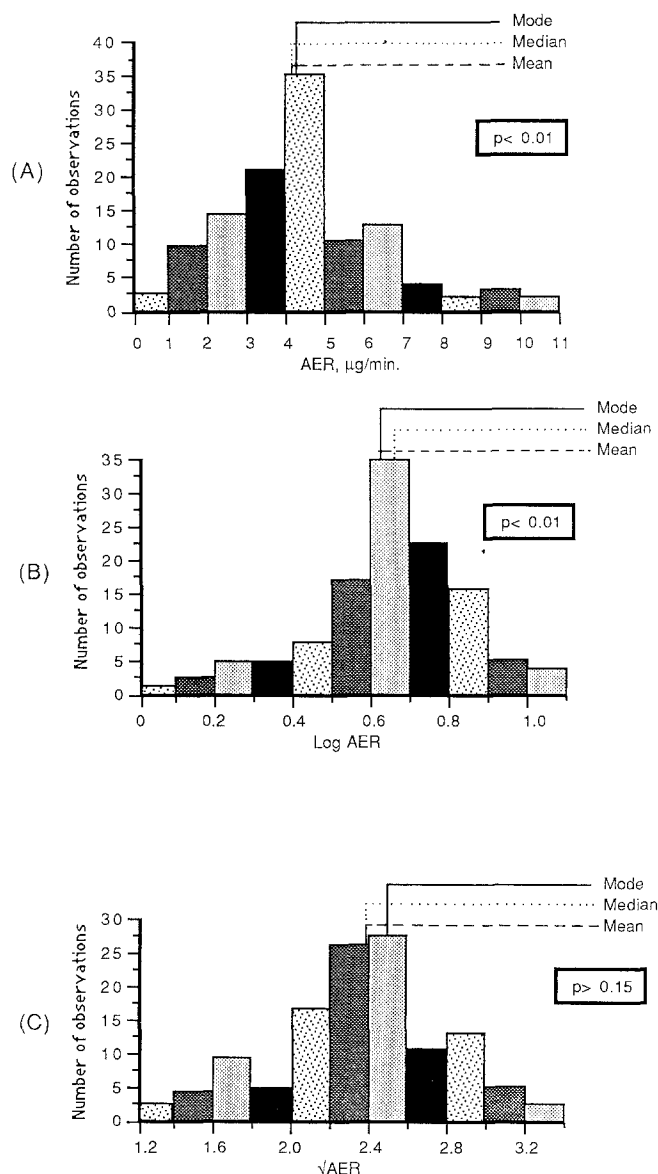 Mode
Median
Mean
40
35
30
25
20
15
10
5
0
Number of observations
p< 0.01
(A)
0 1 2 3 4 5 6 7 8 9 10 11
AER, μg/min.
Mode
Median
Mean
35
30
25
20
15
10
5
0
Number of observations
p< 0.01
(B)
0 0.2 0.4 0.6 0.8 1.0
Log AER
Mode
Median
Mean
30
25
20
15
10
5
0
Number of observations
p> 0.15
(C)
1.2 1.6 2.0 2.4 2.8 3.2
√AER